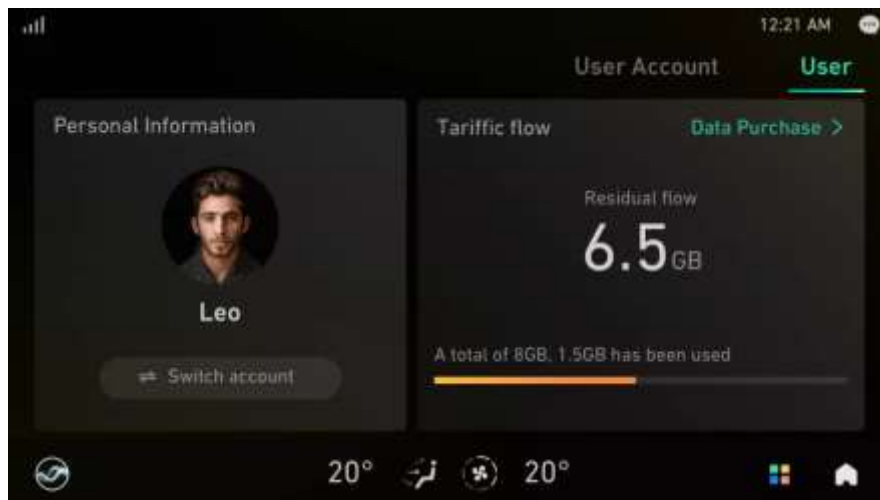 12:21 AM
User Account
User
Personal Information
Tariffic flow
Data Purchase >
Residual flow
6.5GB
Leo
A total of 8GB, 1.5GB has been used
Switch account
20°
20°